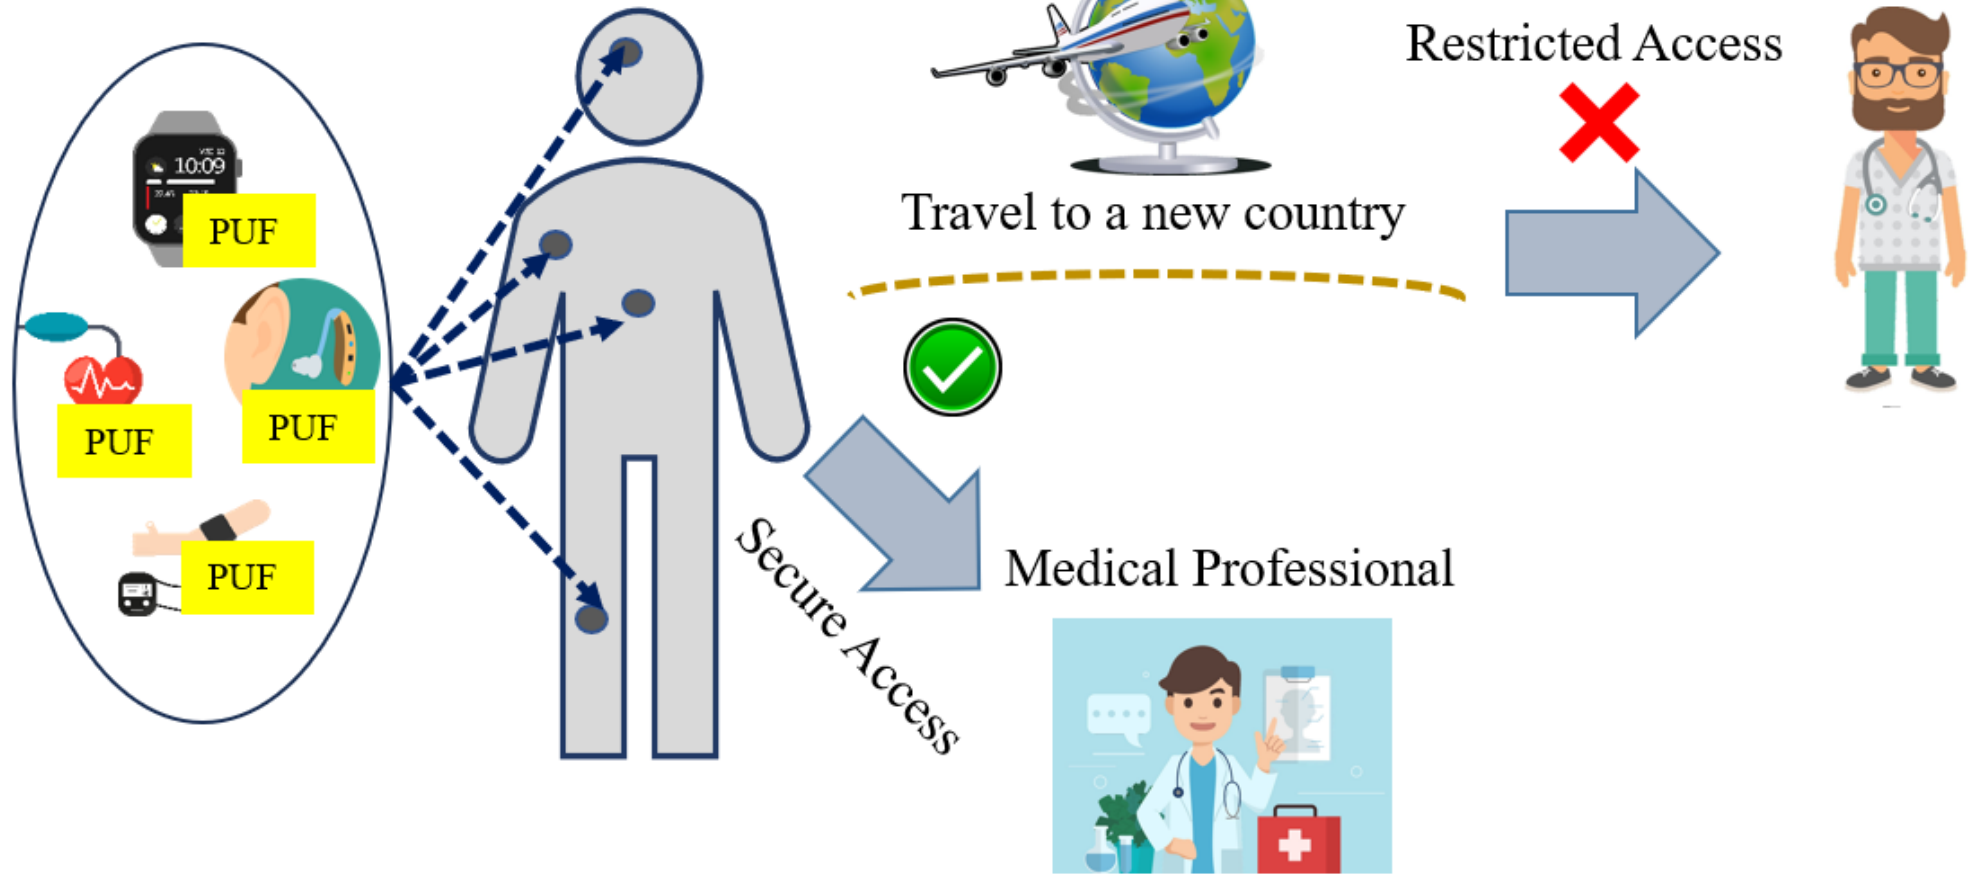 Restricted Access
10:09
PUF
Travel to a new country
PUF
PUF
PUF
Secure Access
Medical Professional